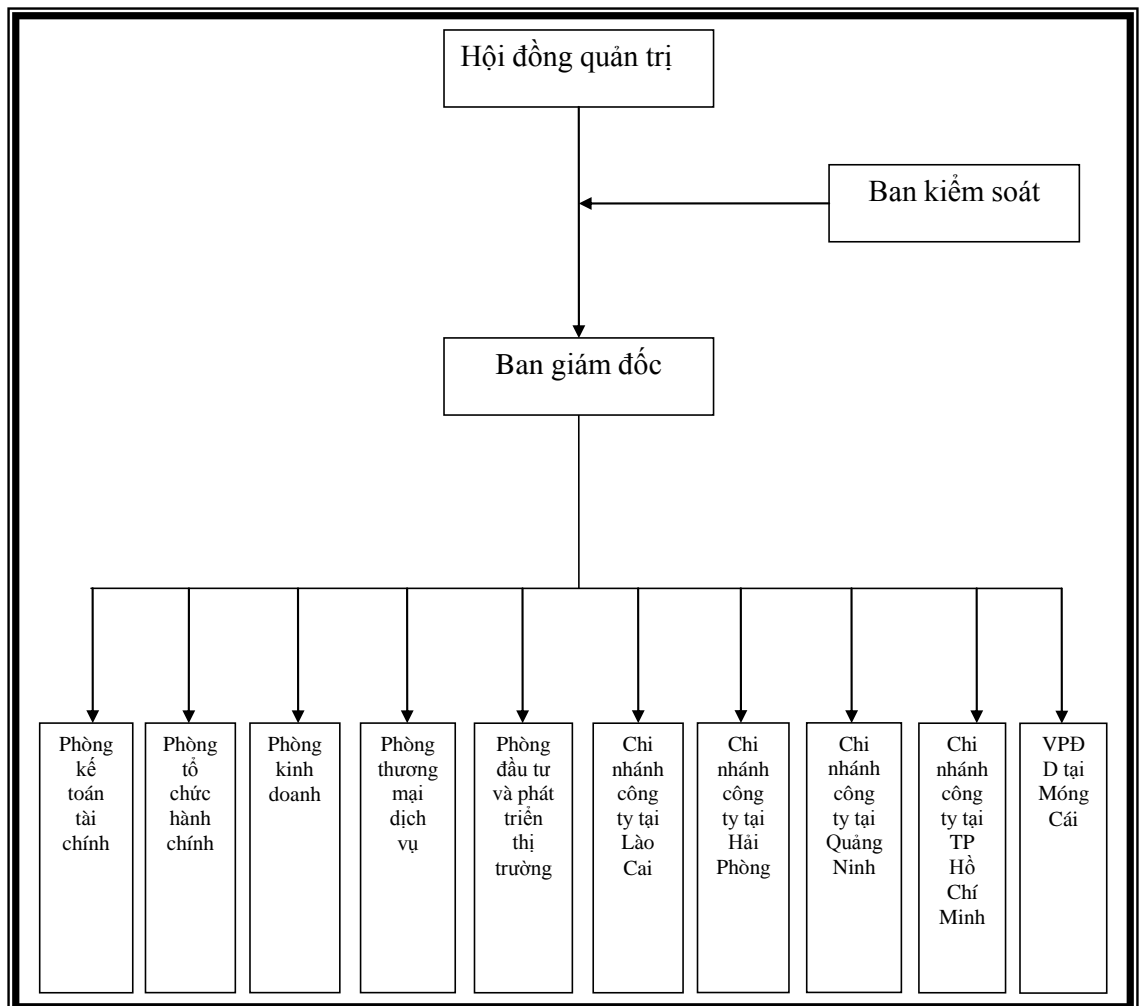 Hội đồng quản trị
Ban kiểm soát
Ban giám đốc
Phòng
kế
toán
tài
chính
Phòng
tổ
chức
hành
chính
Phòng
kinh
doanh
Phòng
thương
mại
dịch
vụ
Phòng
đầu tư
và phát
triển
thị
trường
Chi
nhánh
công
ty tại
Lào
Cai
Chi
nhánh
công
ty tại
Hải
Phòng
Chi
nhánh
công
ty tại
Quảng
Ninh
Chi
nhánh
công
ty tại
TP
Hồ
Chí
Minh
VPĐ
D tại
Móng
Cái